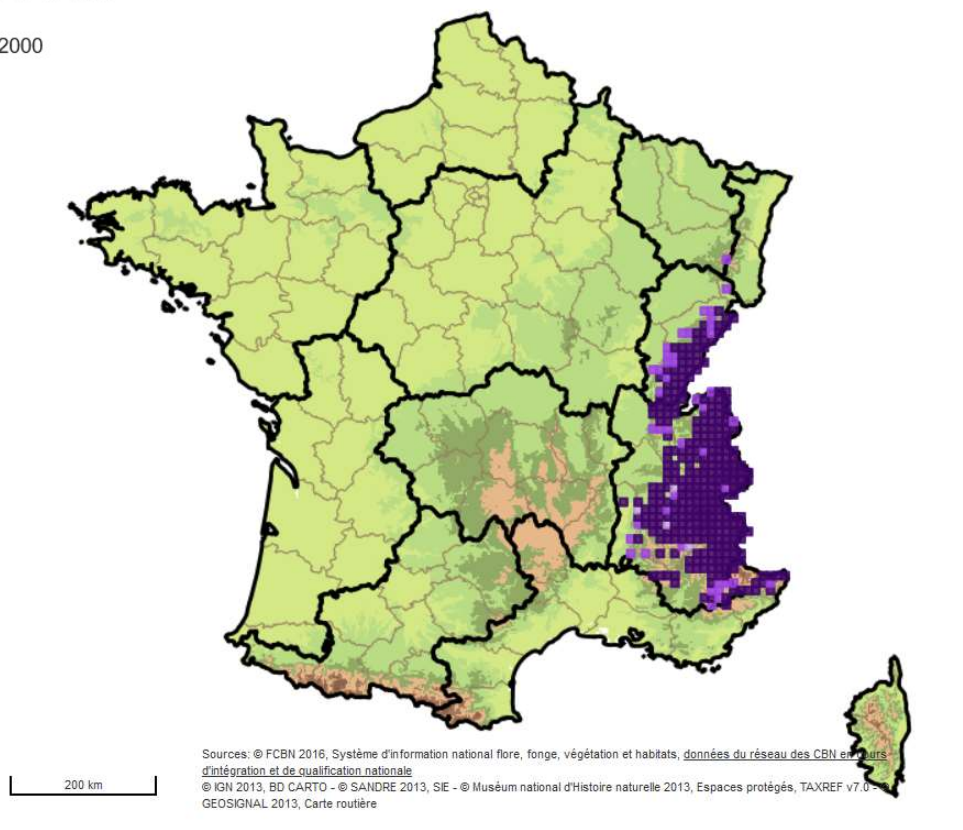 2000
Sources: © FCBN 2016, Système d'information national flore, fonge, végétation et habitats, données du réseau des CBN en cours
d'intégration et de qualification nationale
200 km
© IGN 2013, BD CARTO - © SANDRE 2013, SIE - © Muséum national d'Histoire naturelle 2013, Espaces protégés, TAXREF v7.0 - ©
GEOSIGNAL 2013, Carte routière